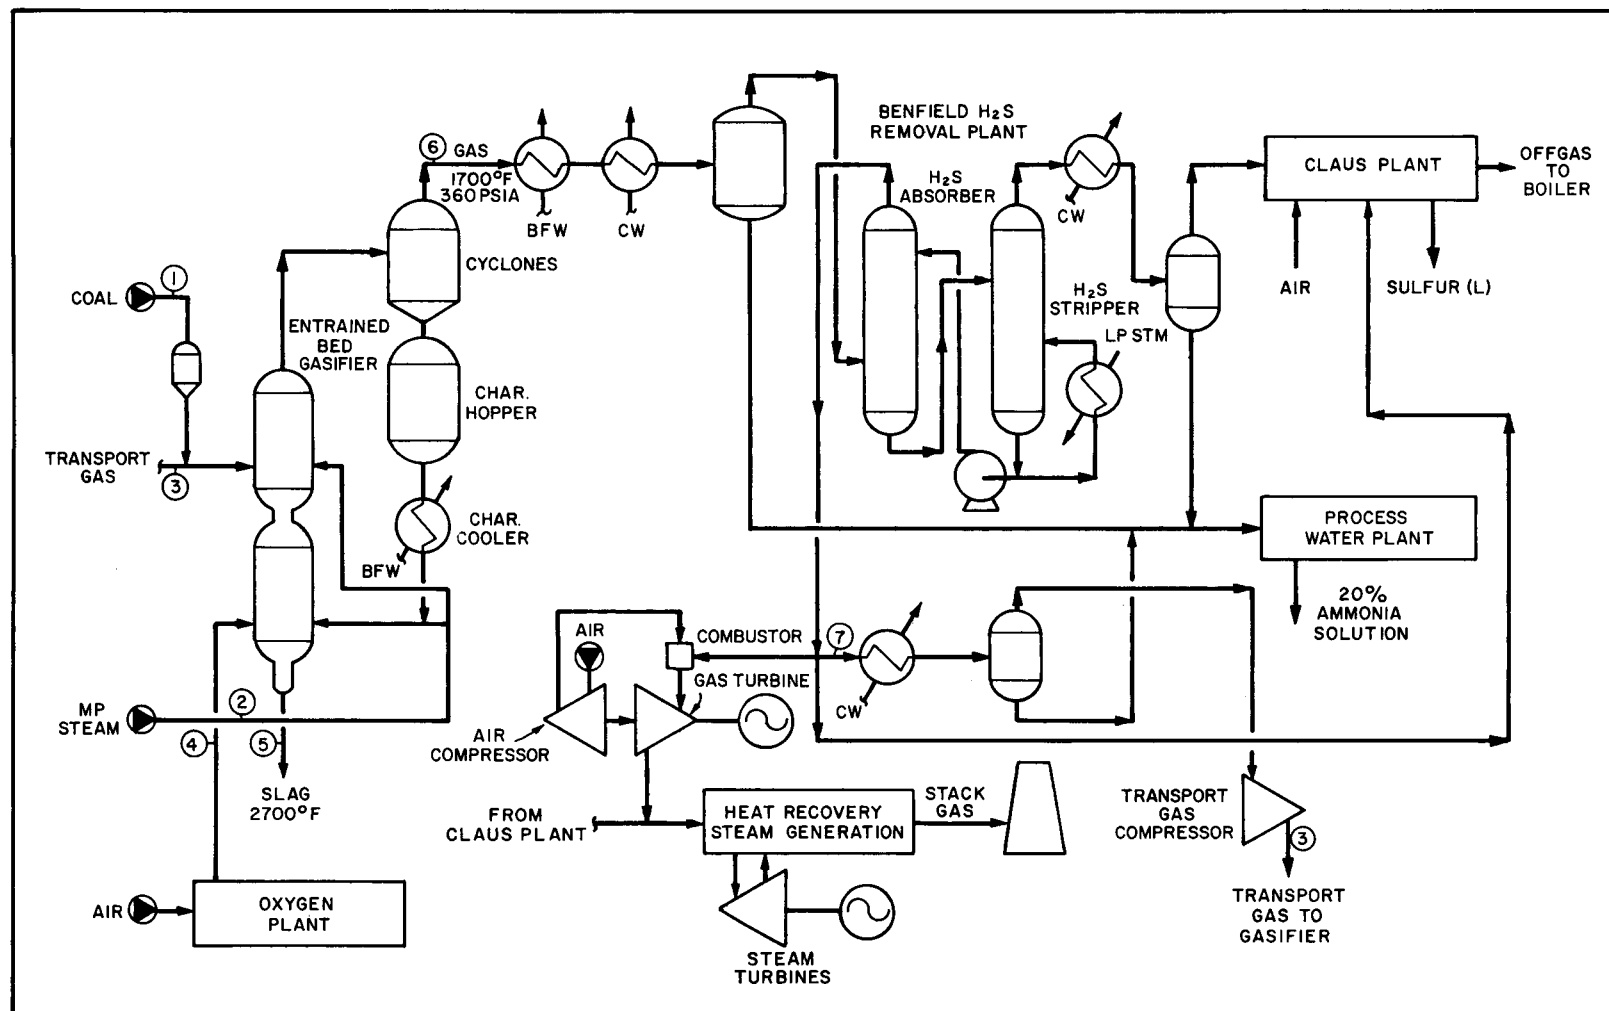 BENFIELD H2S
REMOVAL PLANT
6 GAS
1700°F
360PSIA
BFW
CW
H2S
ABSORBER
CW
CLAUS PLANT
OFFGAS
TO
BOILER
AIR
SULFUR (L)
CYCLONES
1
COAL
ENTRAINED
BED
GASIFIER
H2S
STRIPPER
LP STM
CHAR.
HOPPER
TRANSPORT
GAS
3
CHAR.
COOLER
BFW
PROCESS
WATER PLANT
20%
AMMONIA
SOLUTION
AIR
COMBUSTOR
7
GAS TURBINE
CW
MP
STEAM
2
4
5
AIR
COMPRESSOR
SLAG
2700°F
FROM
CLAUS PLANT
HEAT RECOVERY
STEAM GENERATION
STACK
GAS
TRANSPORT
GAS
COMPRESSOR
3
AIR
OXYGEN
PLANT
TRANSPORT
GAS TO
GASIFIER
STEAM
TURBINES